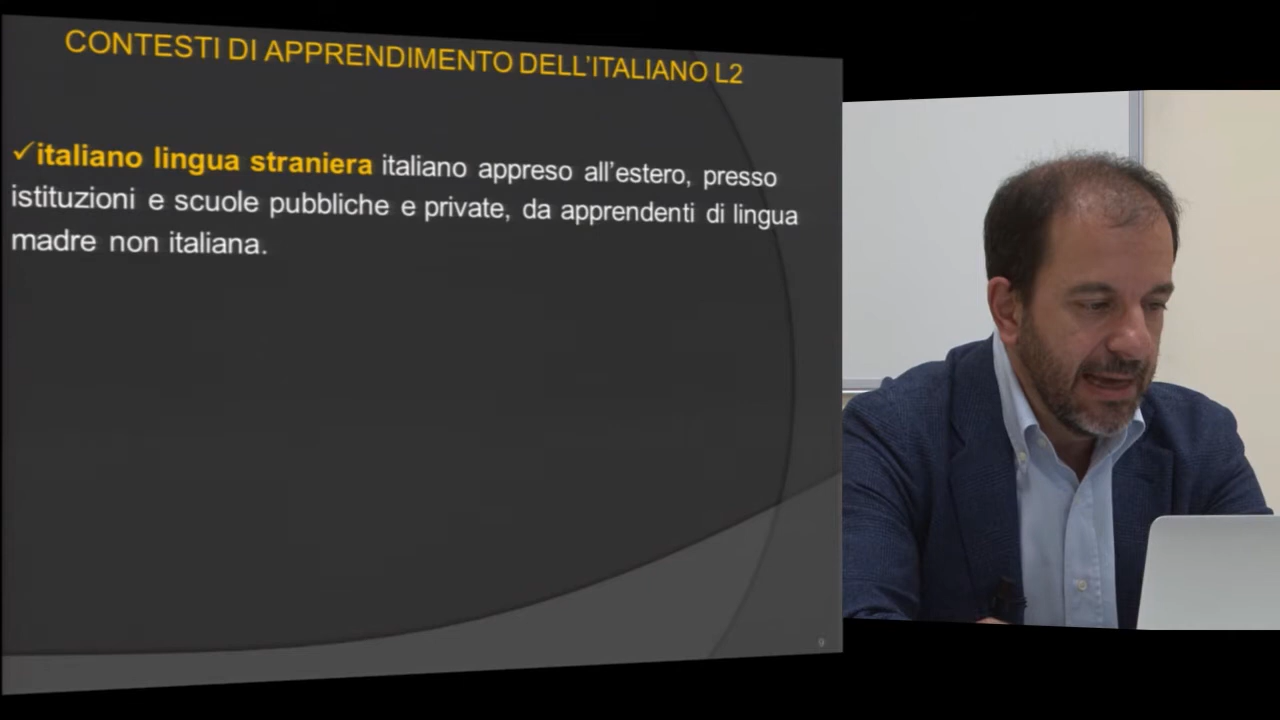 CONTESTI DI APPRENDIMENTO DELL’ITALIANO L2
✓italiano lingua straniera italiano appreso all’estero, presso
istituzioni e scuole pubbliche e private, da apprendenti di lingua
madre non italiana.
9